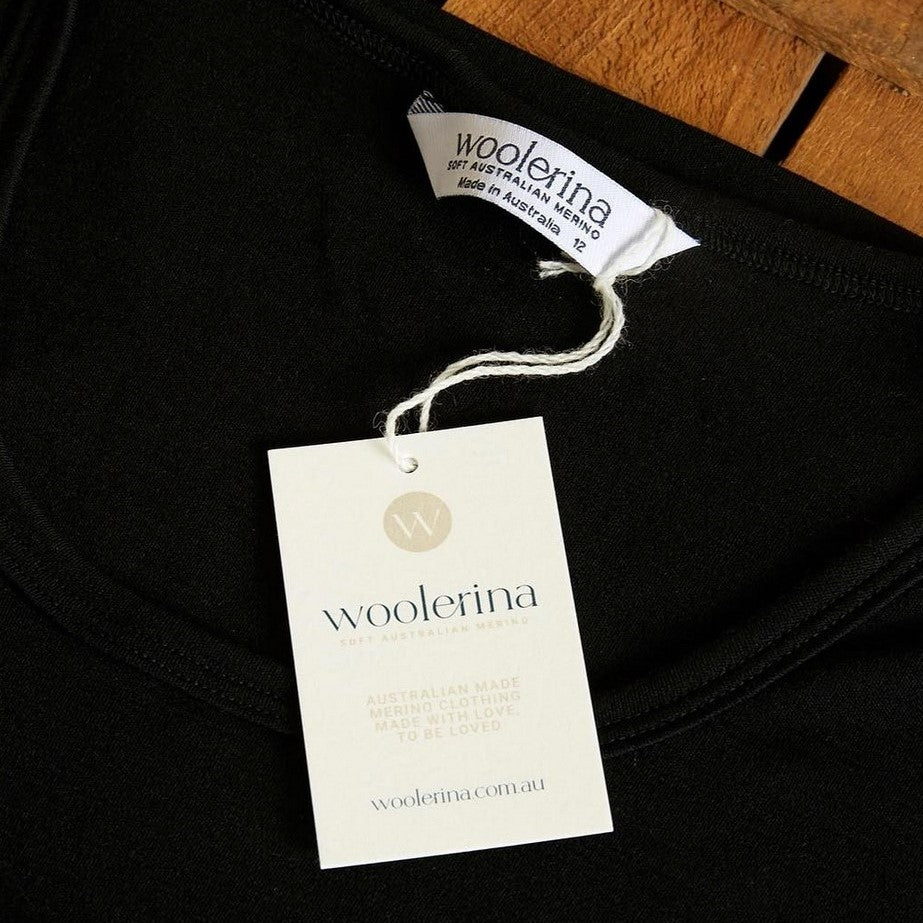 woolerina
SOFT AUSTRALIAN MERINO
Made in Australia 12
W
woolerina
SOFT AUSTRALIAN MERINO
AUSTRALIAN MADE
MERINO CLOTHING
MADE WITH LOVE,
TO BE LOVED
woolerina.com.au